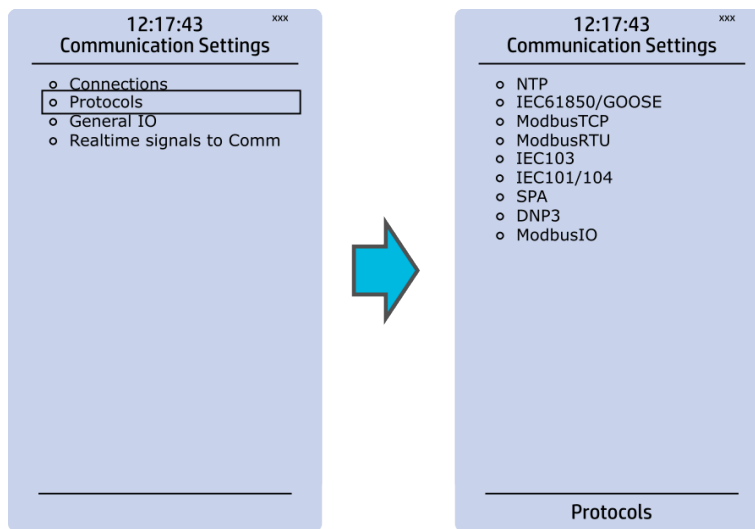 12:17:43 xxx
Communication Settings
Connections
Protocols
General IO
Realtime signals to Comm
12:17:43 xxx
Communication Settings
NTP
IEC61850/GOOSE
ModbusTCP
ModbusRTU
IEC103
IEC101/104
SPA
DNP3
ModbusIO
Protocols